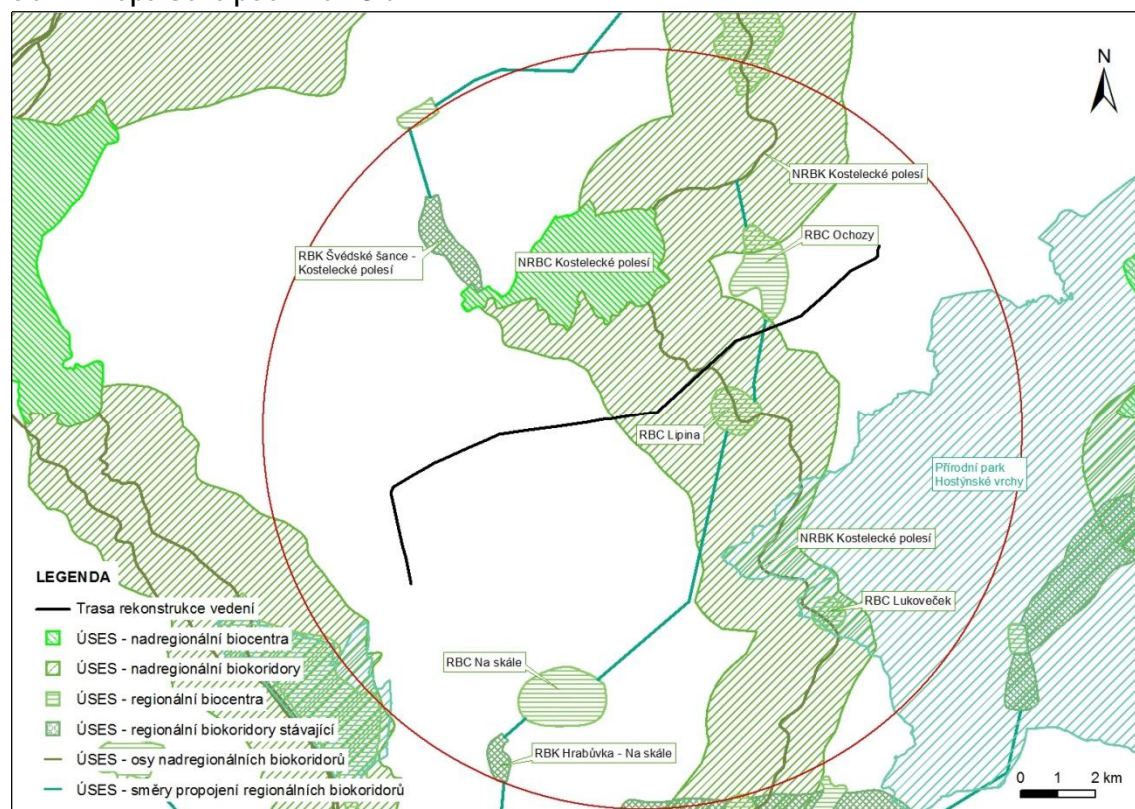 N
NRBK Kostelecké polesí
RBC Ochozy
RBK Švédské šance -
Kostelecké polesí
NRBC Kostelecké polesí
RBC Lipina
Přírodní park
Hostýnské vrchy
NRBK Kostelecké polesí
RBC Lukoveček
RBC Na skále
RBK Hrabůvka - Na skále
LEGENDA
Trasa rekonstrukce vedení
ÚSES - nadregionální biocentra
ÚSES - nadregionální biokoridory
ÚSES - regionální biocentra
ÚSES - regionální biokoridory stávající
ÚSES - osy nadregionálních biokoridorů
ÚSES - směry propojení regionálních biokoridorů
0 1 2 km